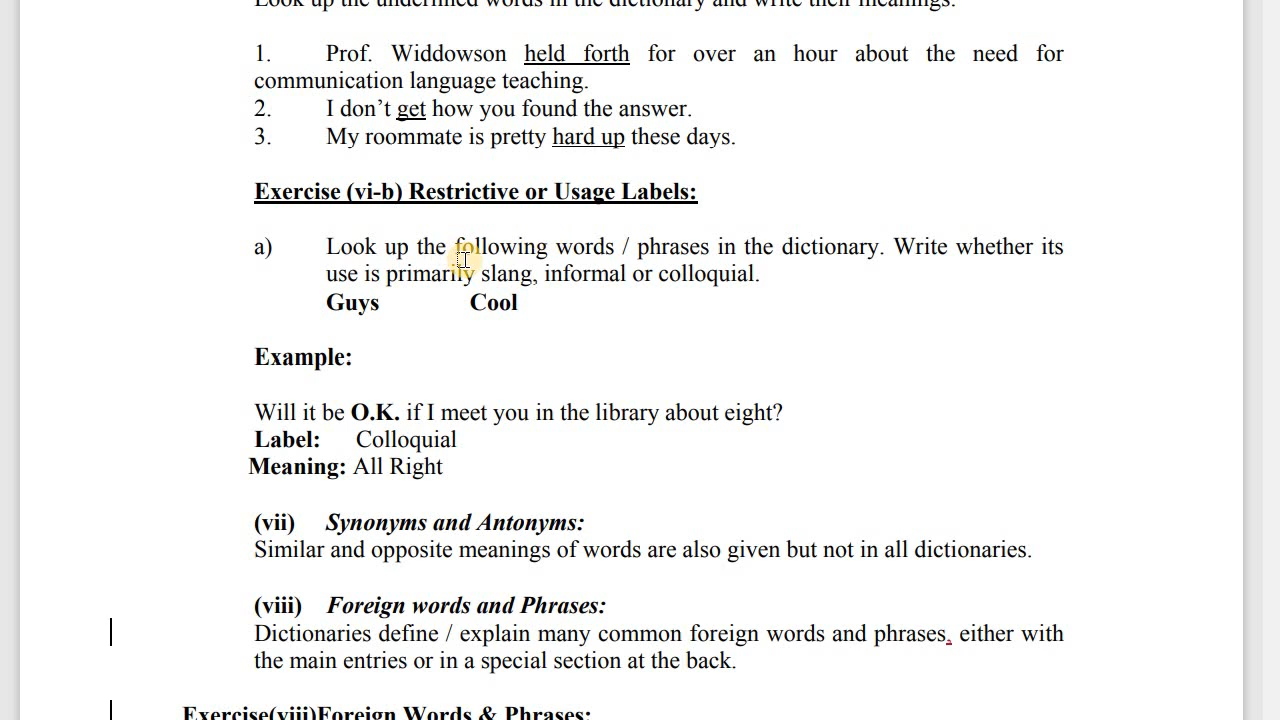 Look up the underlined words in the dictionary and write their meanings.
1. Prof. Widdowson held forth for over an hour about the need for
communication language teaching.
2. I don’t get how you found the answer.
3. My roommate is pretty hard up these days.
Exercise (vi-b) Restrictive or Usage Labels:
a) Look up the following words / phrases in the dictionary. Write whether its
use is primarily slang, informal or colloquial.
Guys Cool
Example:
Will it be O.K. if I meet you in the library about eight?
Label: Colloquial
Meaning: All Right
(vii) Synonyms and Antonyms:
Similar and opposite meanings of words are also given but not in all dictionaries.
(viii) Foreign words and Phrases:
Dictionaries define / explain many common foreign words and phrases, either with
the main entries or in a special section at the back.
Exercise(viii)Foreign Words & Phrases: